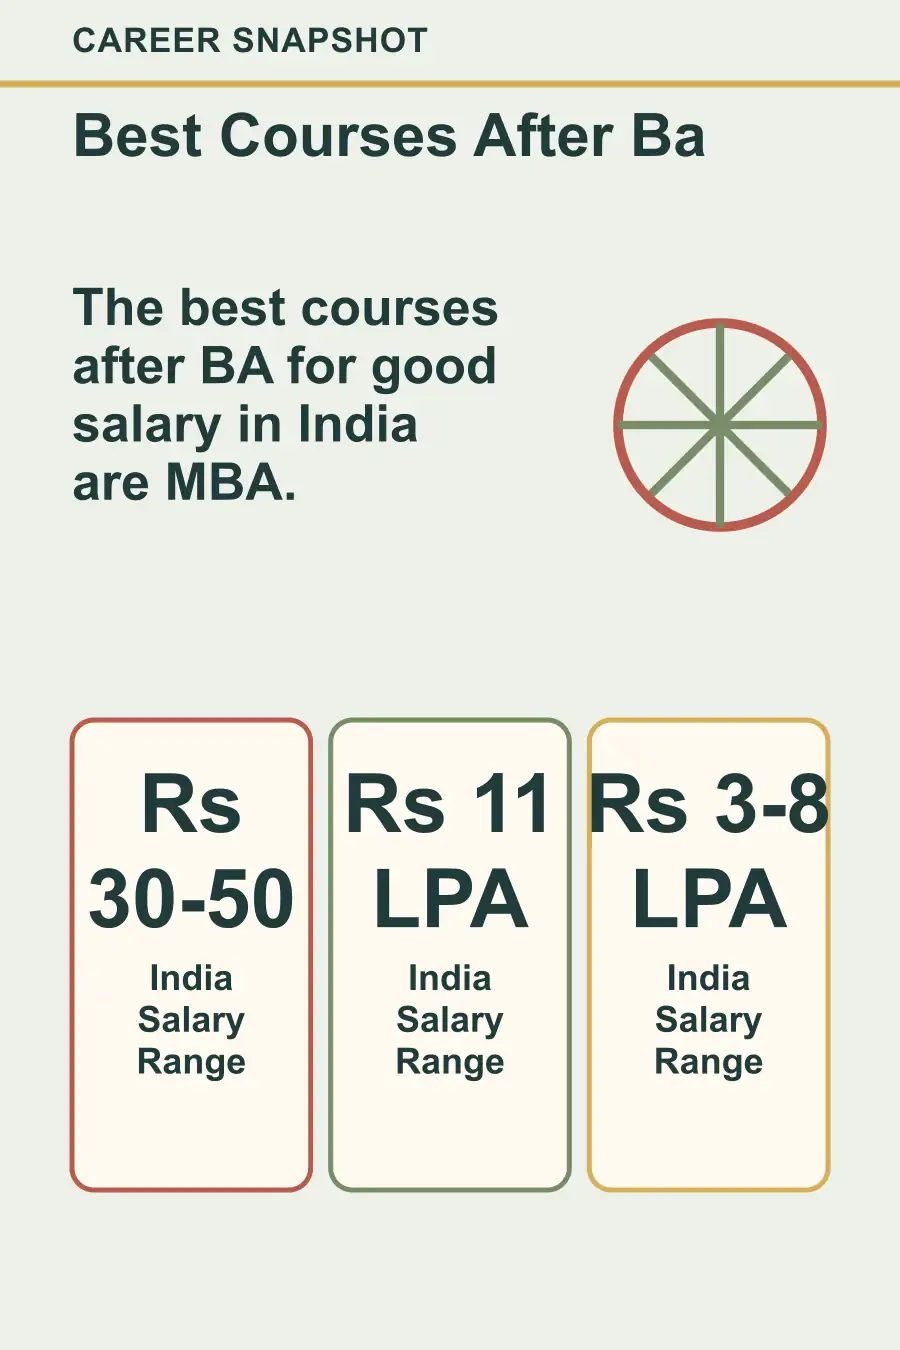 CAREER SNAPSHOT
Best Courses After Ba
The best courses
after BA for good
salary in India
are MBA.
Rs
30-50
India
Salary
Range
Rs 11
LPA
India
Salary
Range
Rs 3-8
LPA
India
Salary
Range